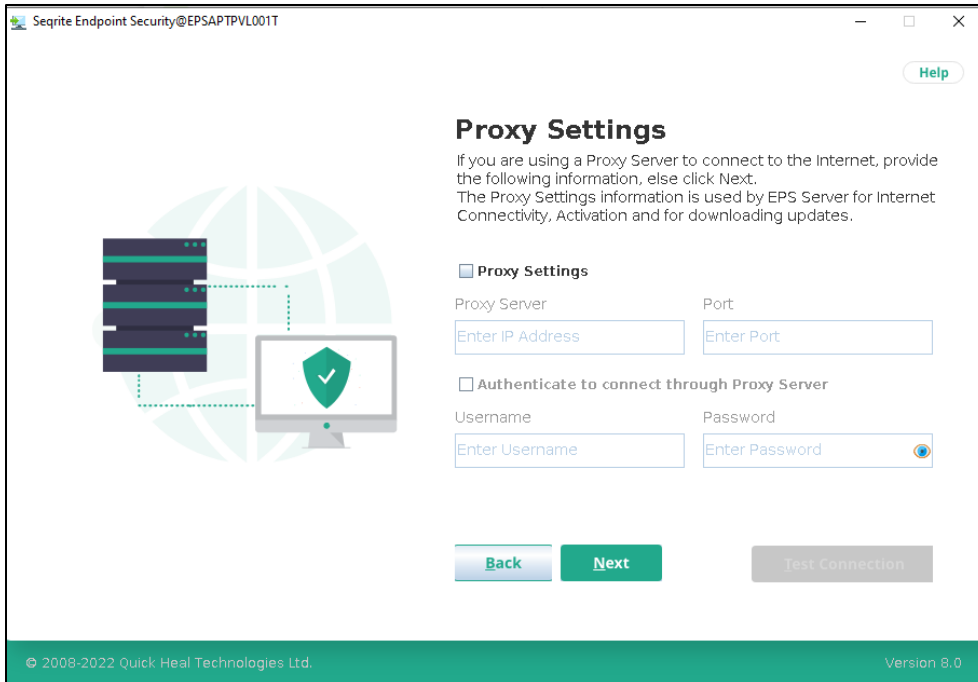 Seqrite Endpoint Security@EPSAPTPVL001T
Help
Proxy Settings
If you are using a Proxy Server to connect to the Internet, provide
the following information, else click Next.
The Proxy Settings information is used by EPS Server for Internet
Connectivity, Activation and for downloading updates.
Proxy Settings
Proxy Server Port
Enter IP Address Enter Port
Authenticate to connect through Proxy Server
Username Password
Enter Username Enter Password
Back Next Test Connection
© 2008-2022 Quick Heal Technologies Ltd. Version 8.0